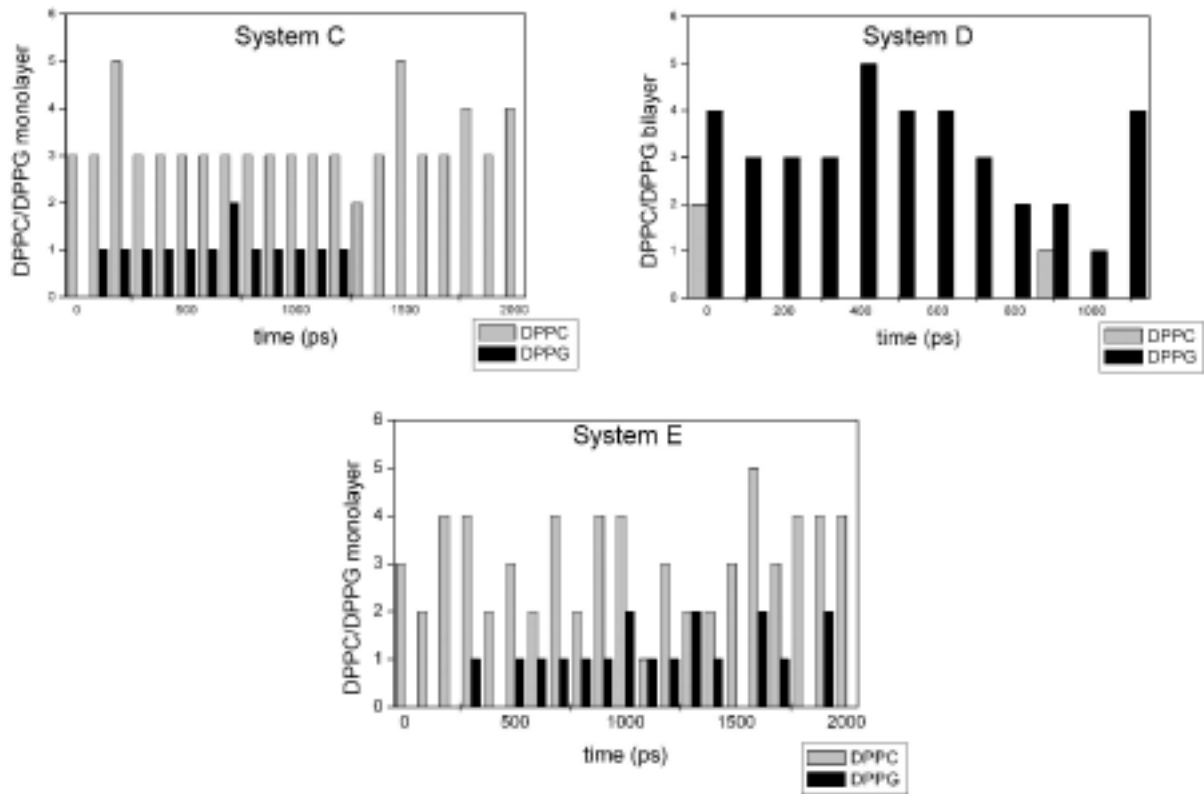 System C
DPPC/DPPG monolayer
6
5
4
3
2
1
0
0 500 1000 1500 2000
time (ps)
DPPC
DPPG
System D
DPPC/DPPG bilayer
6
5
4
3
2
1
0
0 200 400 600 800 1000
time (ps)
DPPC
DPPG
System E
DPPC/DPPG monolayer
6
5
4
3
2
1
0
0 500 1000 1500 2000
time (ps)
DPPC
DPPG